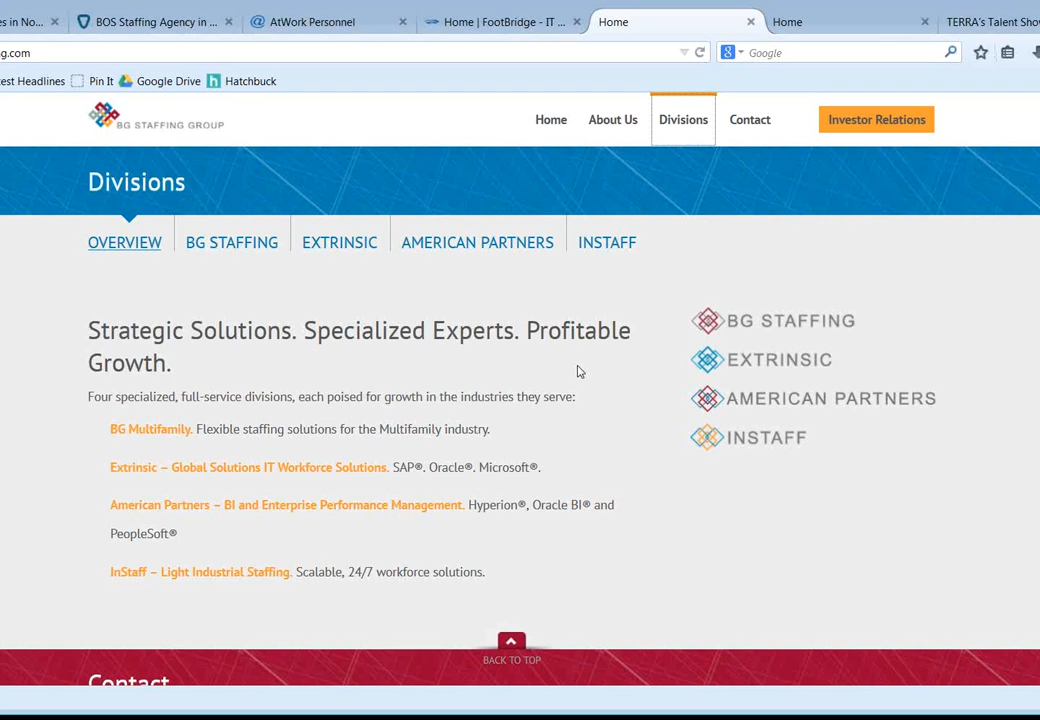 es in No...
BOS Staffing Agency in ...
AtWork Personnel
Home | FootBridge - IT ...
Home
Home
TERRA's Talent Sho
g.com
Google
test Headlines
Pin It
Google Drive
Hatchbuck
BG STAFFING GROUP
Home
About Us
Divisions
Contact
Investor Relations
Divisions
OVERVIEW
BG STAFFING
EXTRINSIC
AMERICAN PARTNERS
INSTAFF
Strategic Solutions. Specialized Experts. Profitable
Growth.
Four specialized, full-service divisions, each poised for growth in the industries they serve:
BG Multifamily. Flexible staffing solutions for the Multifamily industry.
Extrinsic – Global Solutions IT Workforce Solutions. SAP®. Oracle®. Microsoft®.
American Partners – BI and Enterprise Performance Management. Hyperion®, Oracle BI® and
PeopleSoft®
InStaff – Light Industrial Staffing. Scalable, 24/7 workforce solutions.
BG STAFFING
EXTRINSIC
AMERICAN PARTNERS
INSTAFF
BACK TO TOP
Contact